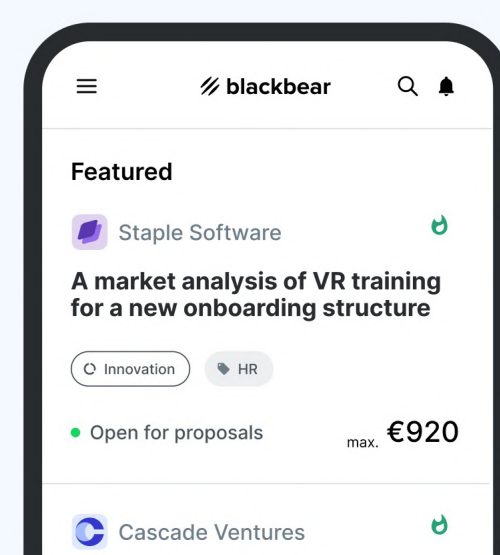 blackbear
Featured
Staple Software
A market analysis of VR training
for a new onboarding structure
Innovation HR
Open for proposals max. €920
Cascade Ventures